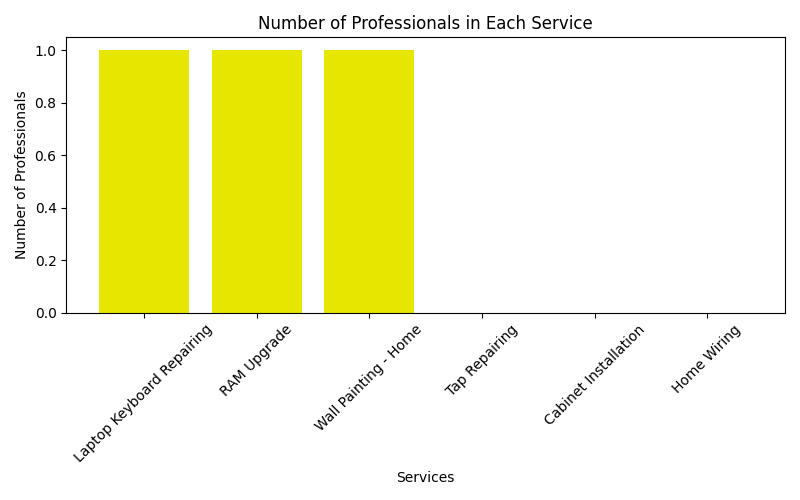 Number of Professionals in Each Service
Number of Professionals
1.0
0.8
0.6
0.4
0.2
0.0
Laptop Keyboard Repairing
RAM Upgrade
Wall Painting - Home
Tap Repairing
Cabinet Installation
Home Wiring
Services